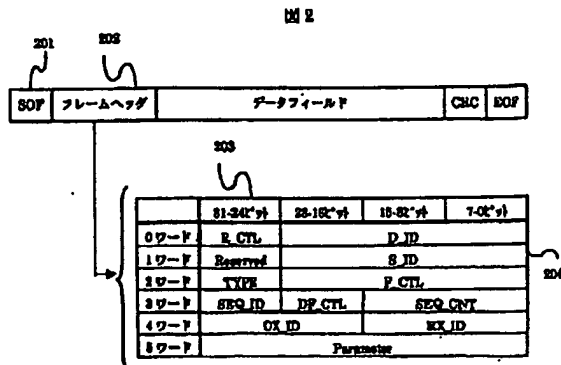 図2
201
202
SOF フレームヘッダ データフィールド CRC EOF
203
31-24ビット 23-16ビット 15-8ビット 7-0ビット
0ワード R_CTL D_ID
1ワード Reserved S_ID
2ワード TYPE F_CTL
3ワード SEQ_ID DF_CTL SEQ_CNT
4ワード OX_ID RX_ID
5ワード Parameter